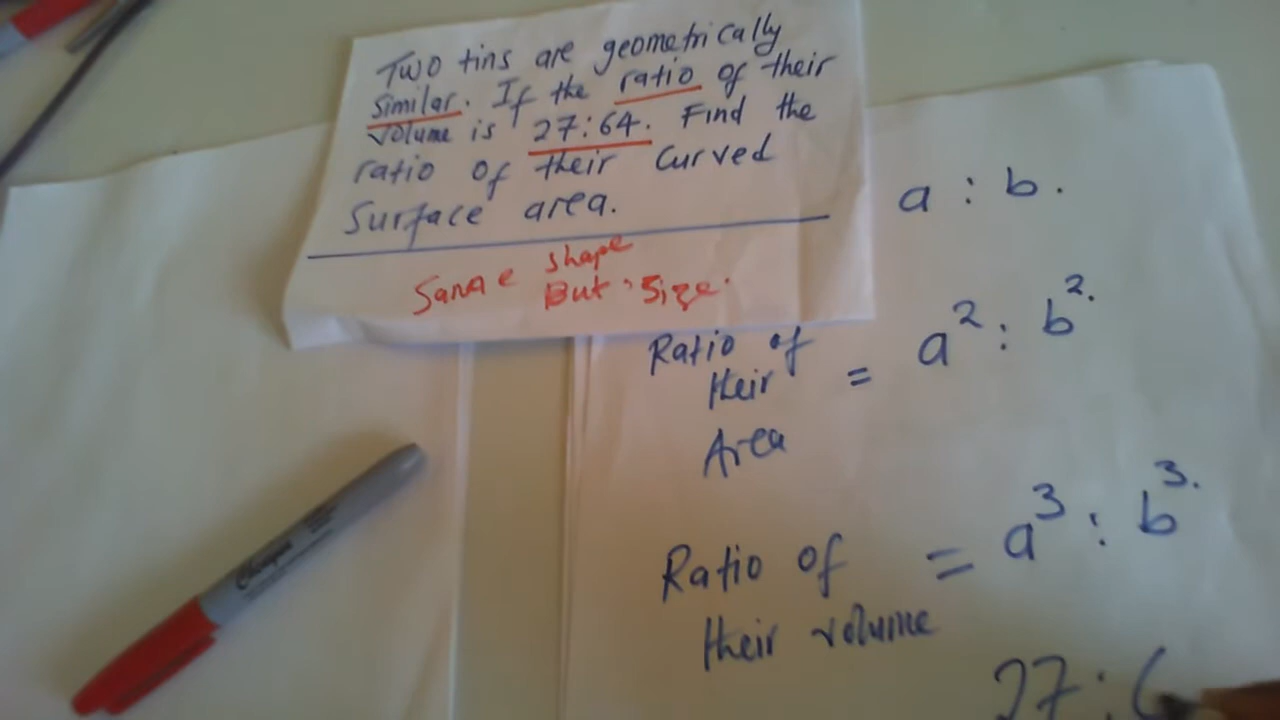 Two tins are geometrically
similar. If the ratio of their
volume is 27:64. Find the
ratio of their curved
surface area.
Same shape
But Size.
a : b.
Ratio of
their = a² : b².
Area
Ratio of = a³ : b³.
their volume
27 :